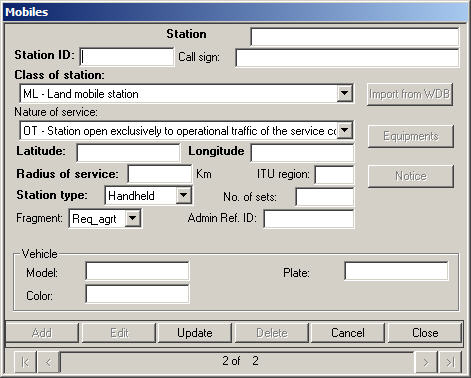 Mobiles
Station
Station ID: Call sign:
Class of station:
ML - Land mobile station Import from WDB
Nature of service:
OT - Station open exclusively to operational traffic of the service Equipments
Latitude: Longitude
Radius of service: Km ITU region: Notice
Station type: Handheld No. of sets:
Fragment: Req_agrt Admin Ref. ID:
Vehicle
Model: Plate:
Color:
Add Edit Update Delete Cancel Close
2 of 2